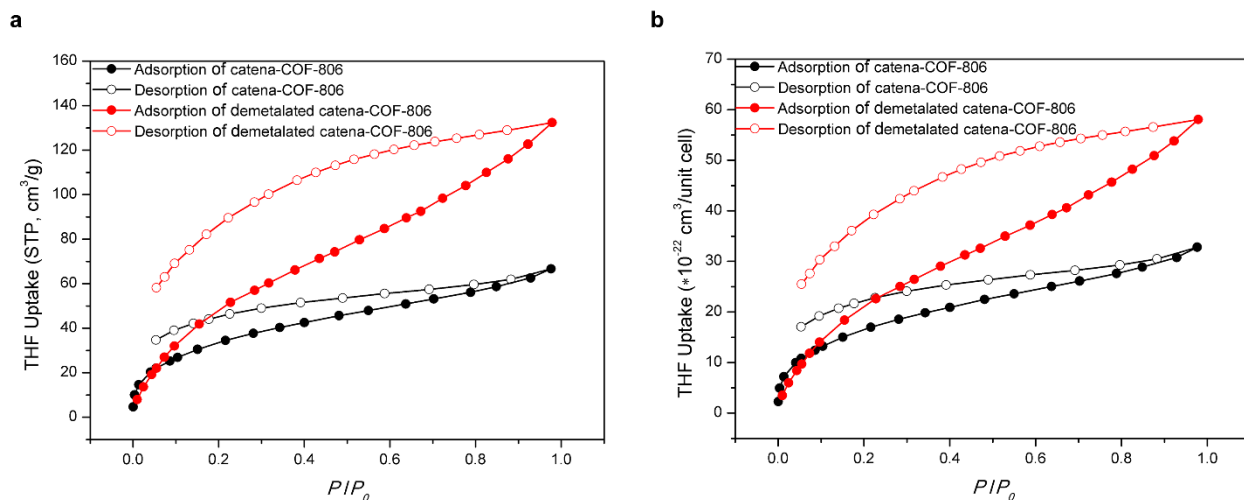 a
THF Uptake (STP, cm³/g)
160
140
120
100
80
60
40
20
0
Adsorption of catena-COF-806
Desorption of catena-COF-806
Adsorption of demetalated catena-COF-806
Desorption of demetalated catena-COF-806
0.0 0.2 0.4 0.6 0.8 1.0
P/P₀
b
THF Uptake (*10⁻²² cm³/unit cell)
70
60
50
40
30
20
10
0
Adsorption of catena-COF-806
Desorption of catena-COF-806
Adsorption of demetalated catena-COF-806
Desorption of demetalated catena-COF-806
0.0 0.2 0.4 0.6 0.8 1.0
P/P₀